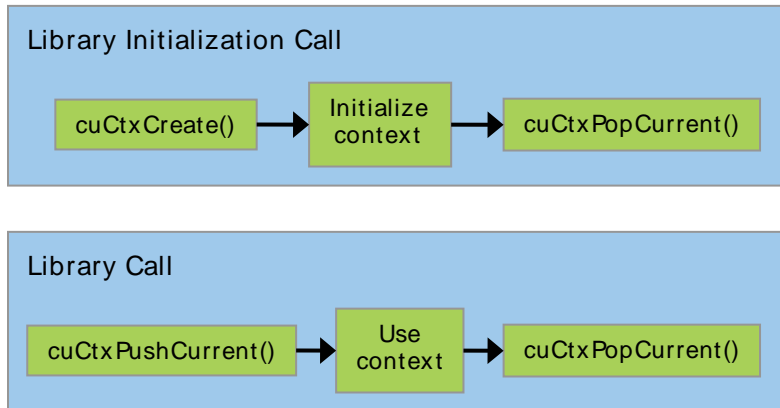 Library Initialization Call
cuCtxCreate()
Initialize
context
cuCtxPopCurrent()
Library Call
cuCtxPushCurrent()
Use
context
cuCtxPopCurrent()